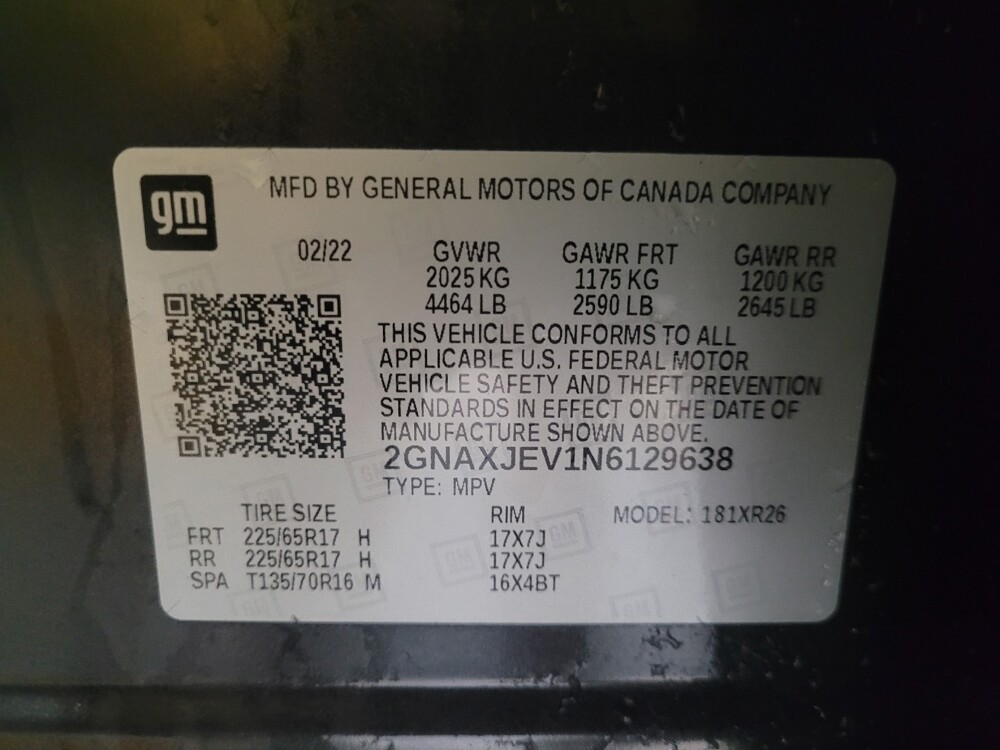 gm
MFD BY GENERAL MOTORS OF CANADA COMPANY
02/22 GVWR GAWR FRT GAWR RR
2025 KG 1175 KG 1200 KG
4464 LB 2590 LB 2645 LB
THIS VEHICLE CONFORMS TO ALL
APPLICABLE U.S. FEDERAL MOTOR
VEHICLE SAFETY AND THEFT PREVENTION
STANDARDS IN EFFECT ON THE DATE OF
MANUFACTURE SHOWN ABOVE.
2GNAXJEV1N6129638
TYPE: MPV
TIRE SIZE RIM MODEL: 181XR26
FRT 225/65R17 H 17X7J
RR 225/65R17 H 17X7J
SPA T135/70R16 M 16X4BT